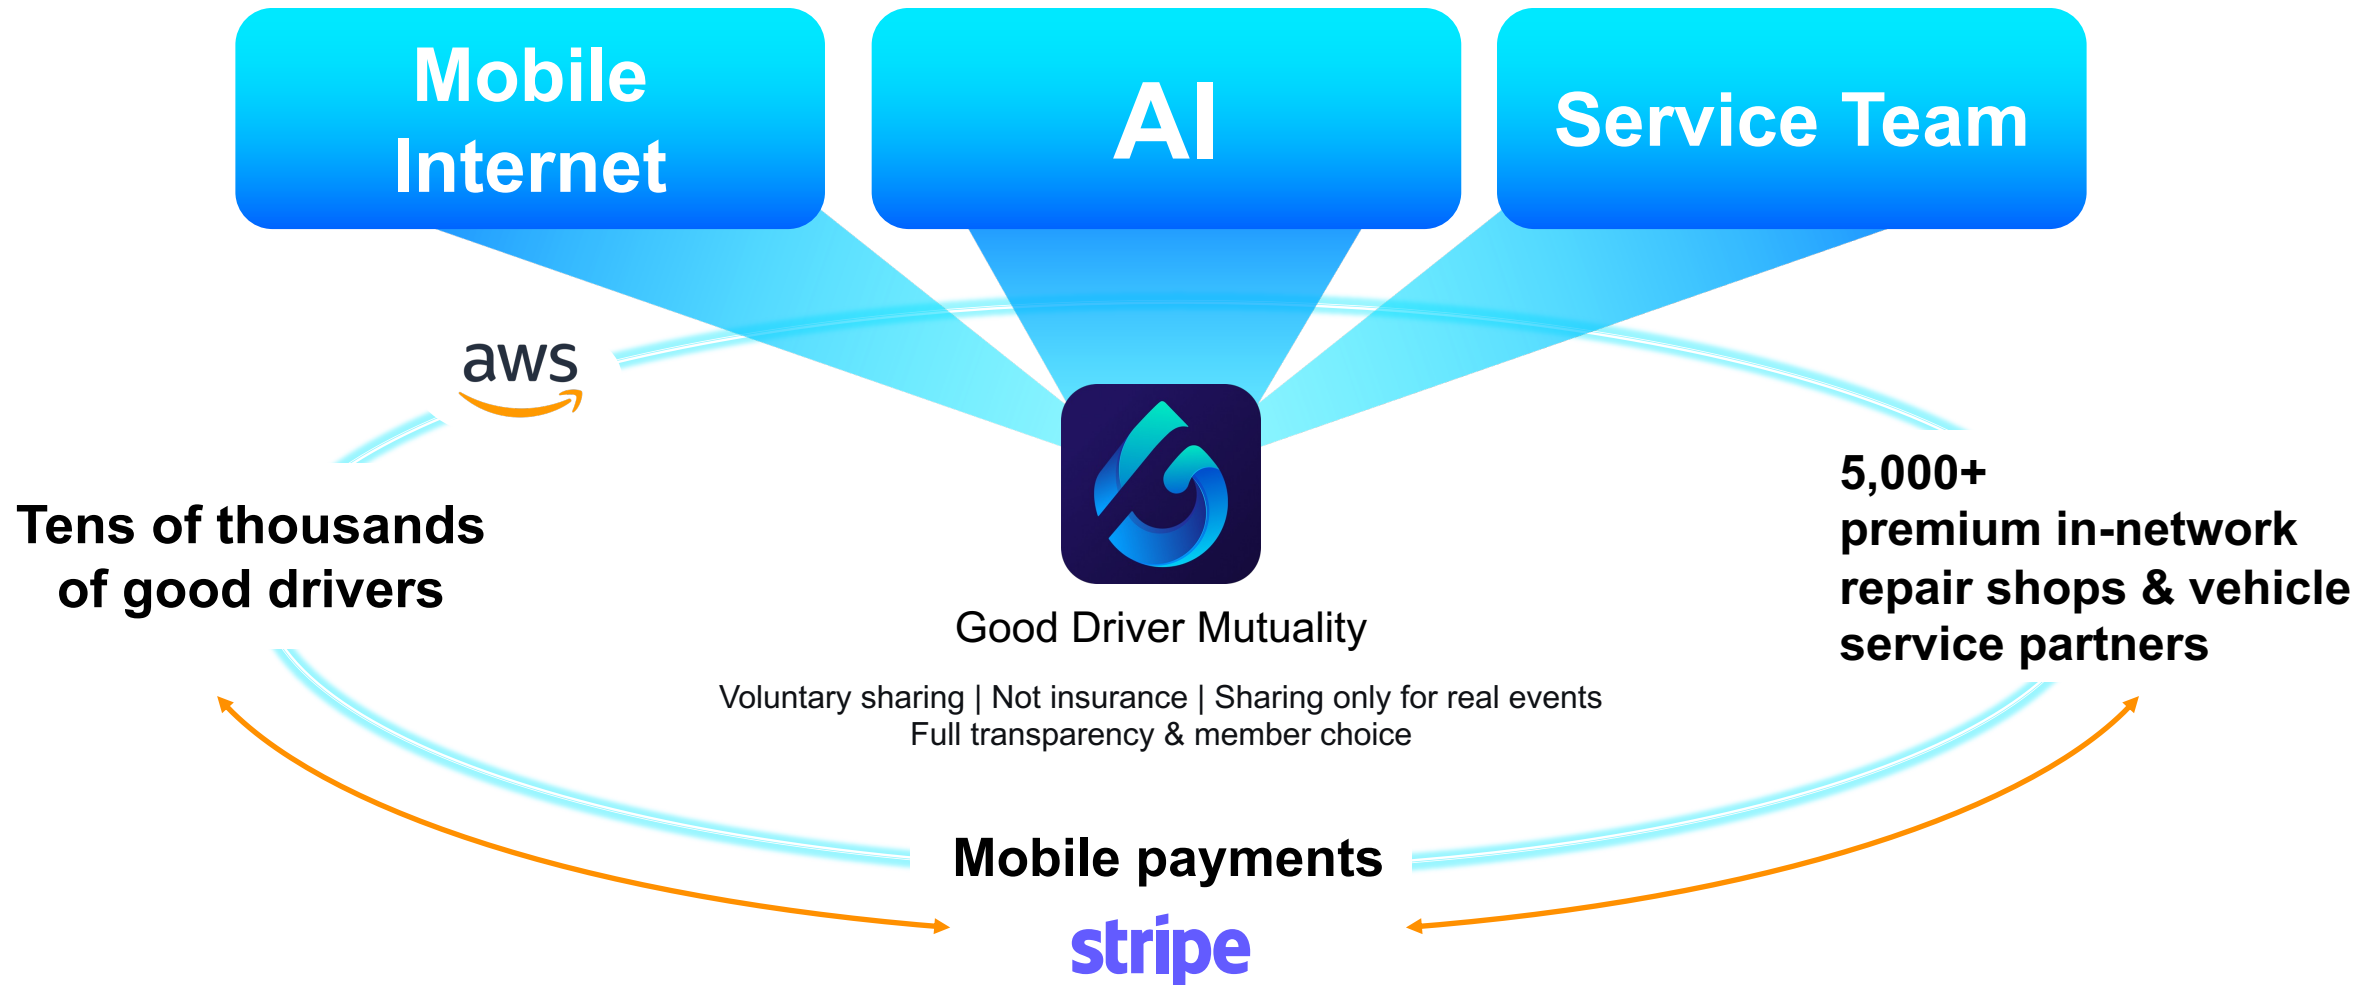 Mobile
Internet
AI
Service Team
aws
Tens of thousands
of good drivers
5,000+
premium in-network
repair shops & vehicle
service partners
Good Driver Mutuality
Voluntary sharing | Not insurance | Sharing only for real events
Full transparency & member choice
Mobile payments
stripe